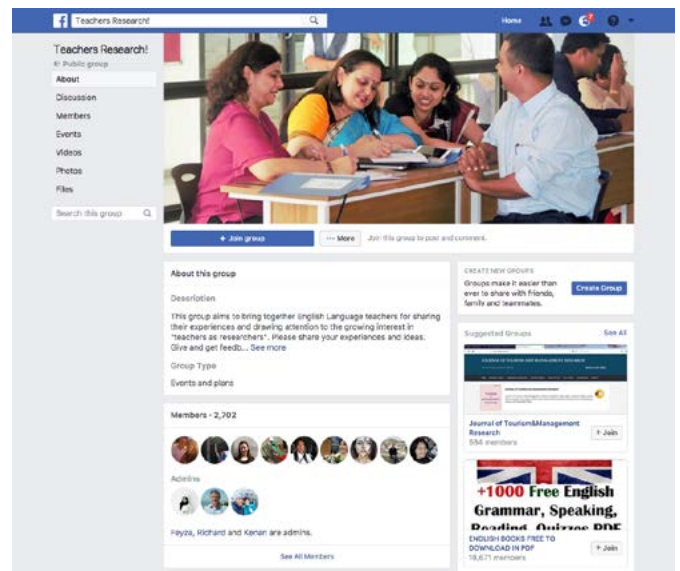 Teachers Research!
Home
Teachers Research!
Public group
About
Discussion
Members
Events
Videos
Photos
Files
Search this group
+ Join group
··· More
Join this group to post and comment.
About this group
Description
This group aims to bring together English Language teachers for sharing
their experiences and drawing attention to the growing interest in
"teachers as researchers". Please share your experiences and ideas.
Give and get feedb... See more
Group Type
Events and plans
Members · 2,702
Admins
Feyza, Richard and Kenan are admins.
See All Members
CREATE NEW GROUPS
Groups make it easier than
ever to share with friends,
family and teammates.
Create Group
Suggested Groups
See All
JOURNAL OF TOURISM AND MANAGEMENT RESEARCH
Journal of Tourism&Management
Research
554 members
+ Join
+1000 Free English
Grammar, Speaking,
Reading, Quizzes PDF
ENGLISH BOOKS FREE TO
DOWNLOAD IN PDF
18,671 members
+ Join